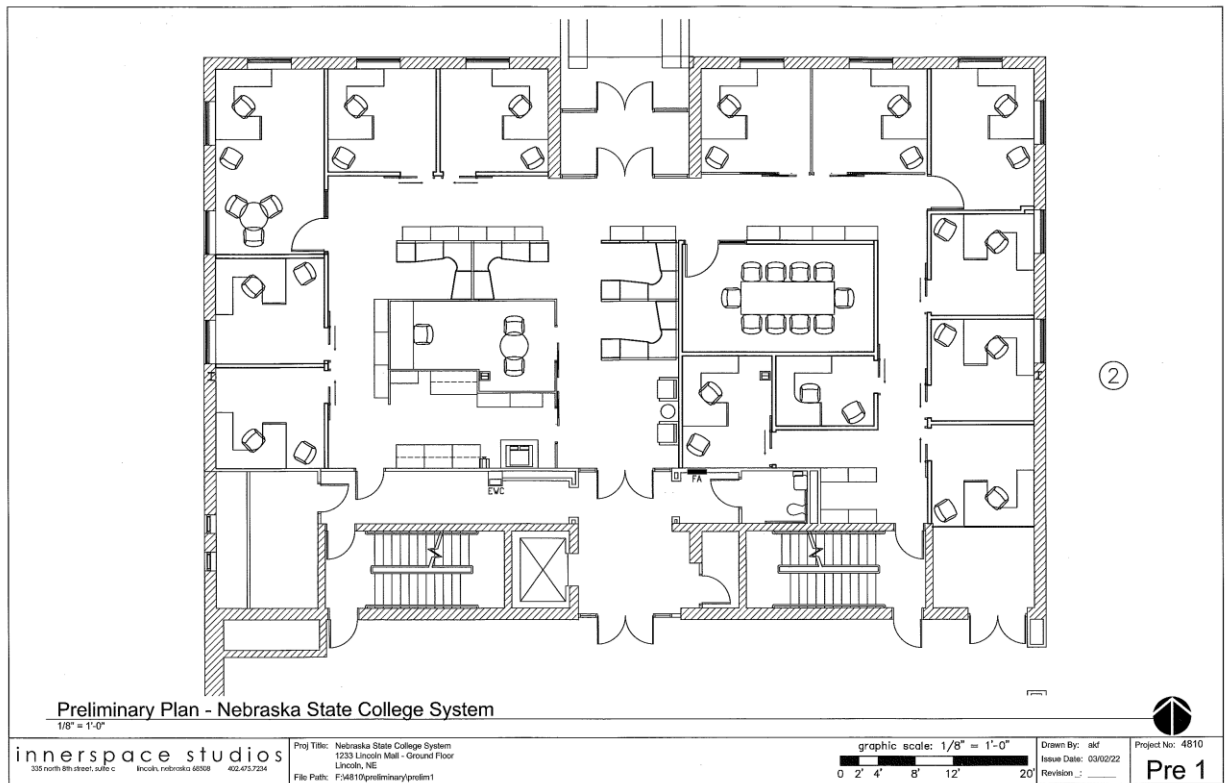 EWC
FA
2
Preliminary Plan - Nebraska State College System
1/8" = 1'-0"
innerspace studios
335 north 8th street, suite c lincoln, nebraska 68508 402.475.7234
Proj Title: Nebraska State College System
1233 Lincoln Mall - Ground Floor
Lincoln, NE
File Path: F:\4810\preliminary\prelim1
graphic scale: 1/8" = 1'-0"
0 2' 4' 8' 12' 20'
Drawn By: akf
Issue Date: 03/02/22
Revision _:
Project No: 4810
Pre 1